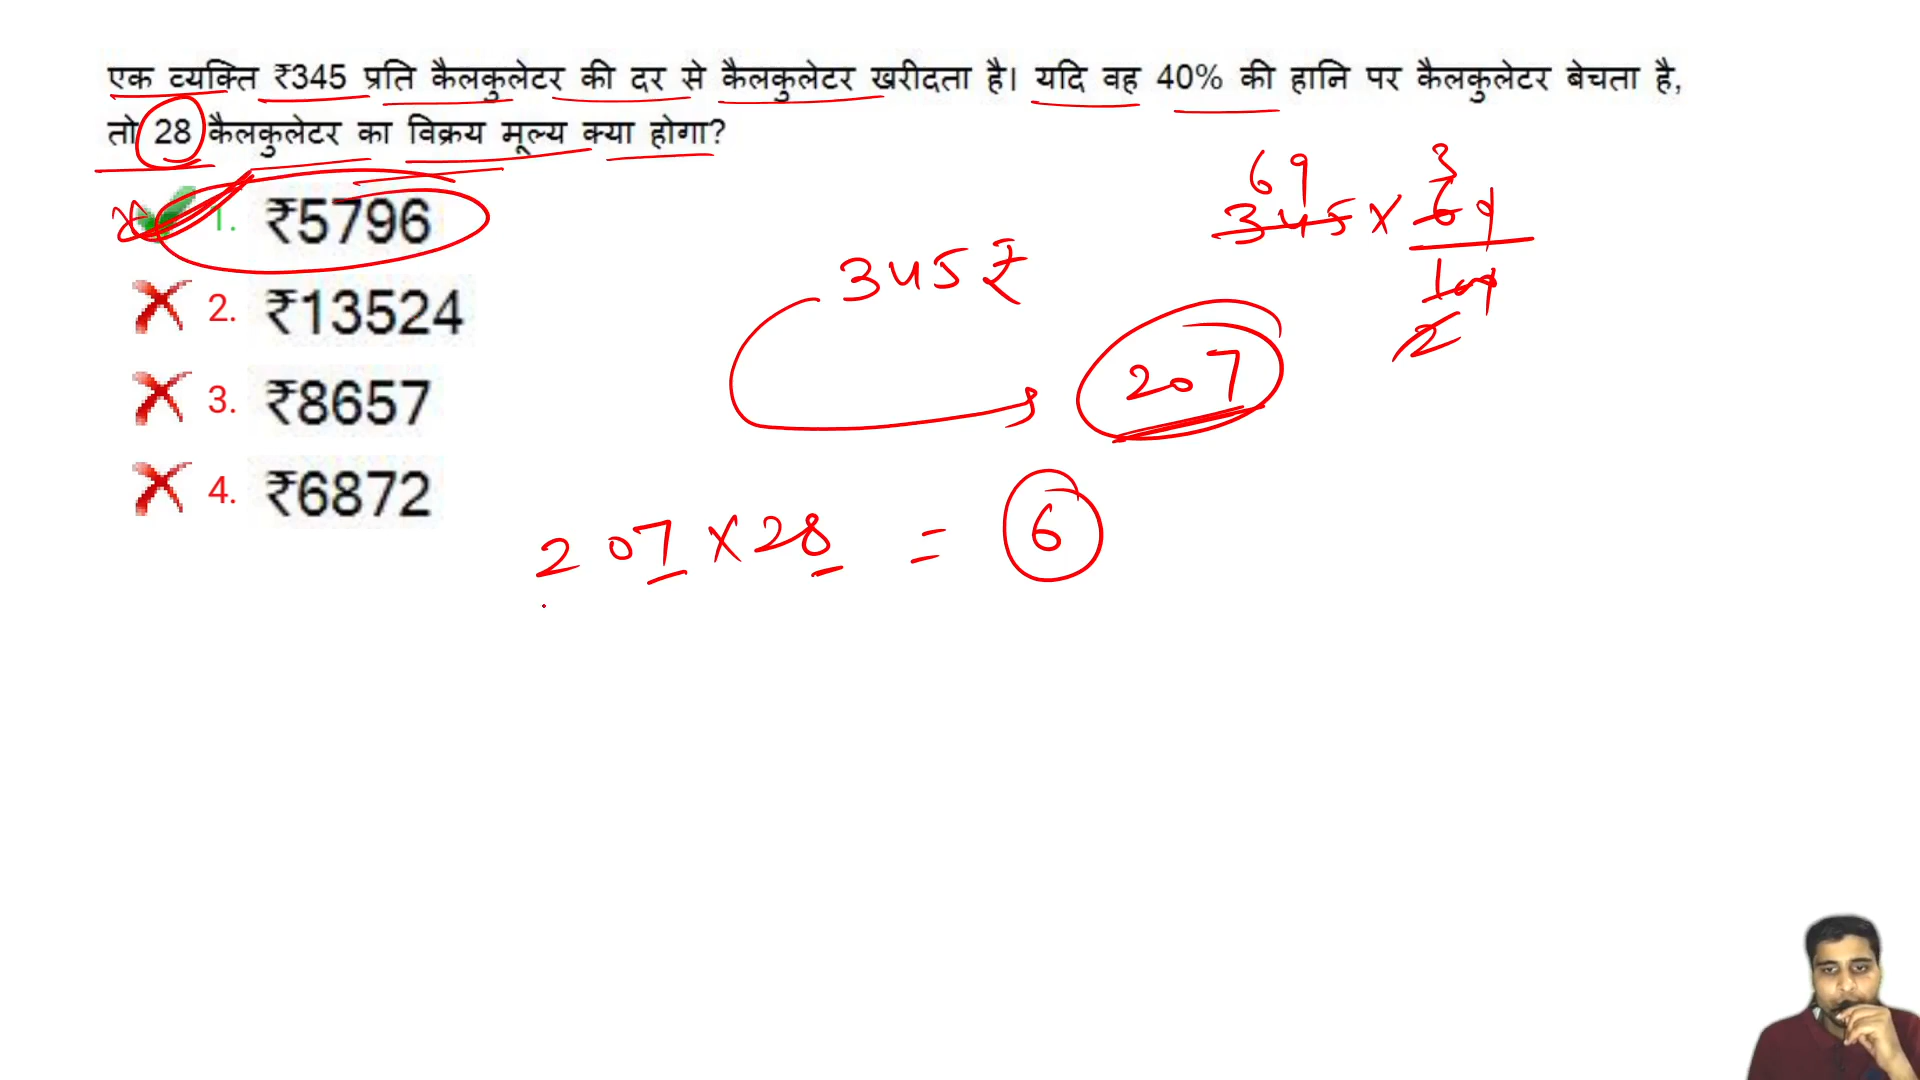 एक व्यक्ति ₹345 प्रति कैलकुलेटर की दर से कैलकुलेटर खरीदता है। यदि वह 40% की हानि पर कैलकुलेटर बेचता है,
तो 28 कैलकुलेटर का विक्रय मूल्य क्या होगा?
1. ₹5796
2. ₹13524
3. ₹8657
4. ₹6872
345₹
69 3
345 × 60
100
2
207
207 × 28 = 6